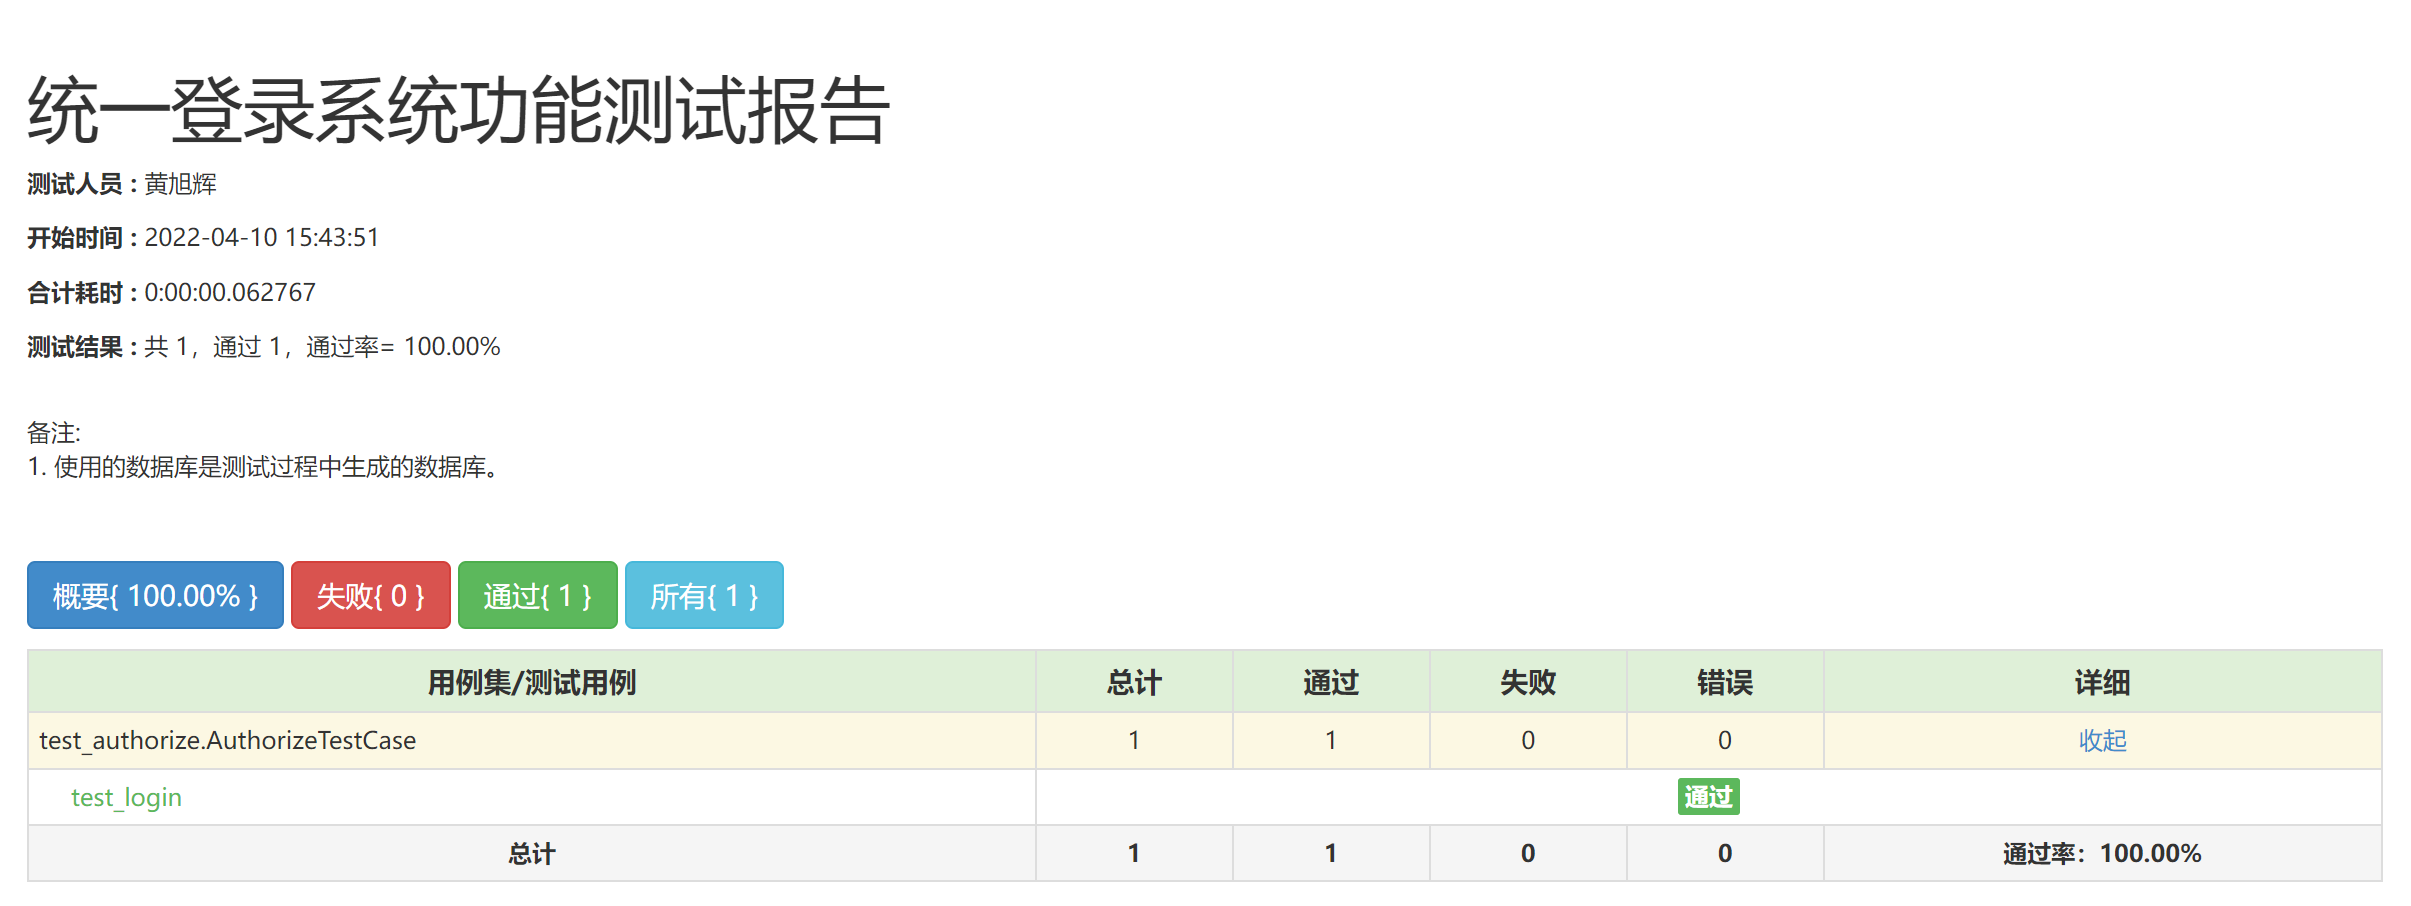 统一登录系统功能测试报告
测试人员 : 黄旭辉
开始时间 : 2022-04-10 15:43:51
合计耗时 : 0:00:00.062767
测试结果 : 共 1，通过 1，通过率= 100.00%
备注:
1. 使用的数据库是测试过程中生成的数据库。
概要{ 100.00% } 失败{ 0 } 通过{ 1 } 所有{ 1 }
用例集/测试用例 总计 通过 失败 错误 详细
test_authorize.AuthorizeTestCase 1 1 0 0 收起
test_login 通过
总计 1 1 0 0 通过率：100.00%